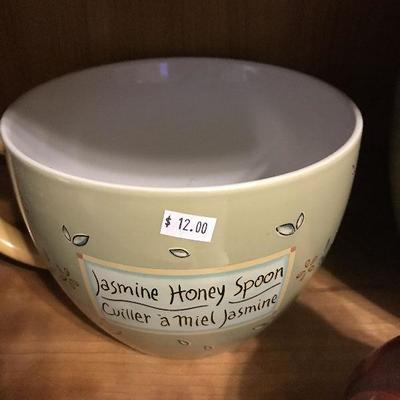 $ 12.00
Jasmine Honey Spoon
Cuiller à Miel Jasmine